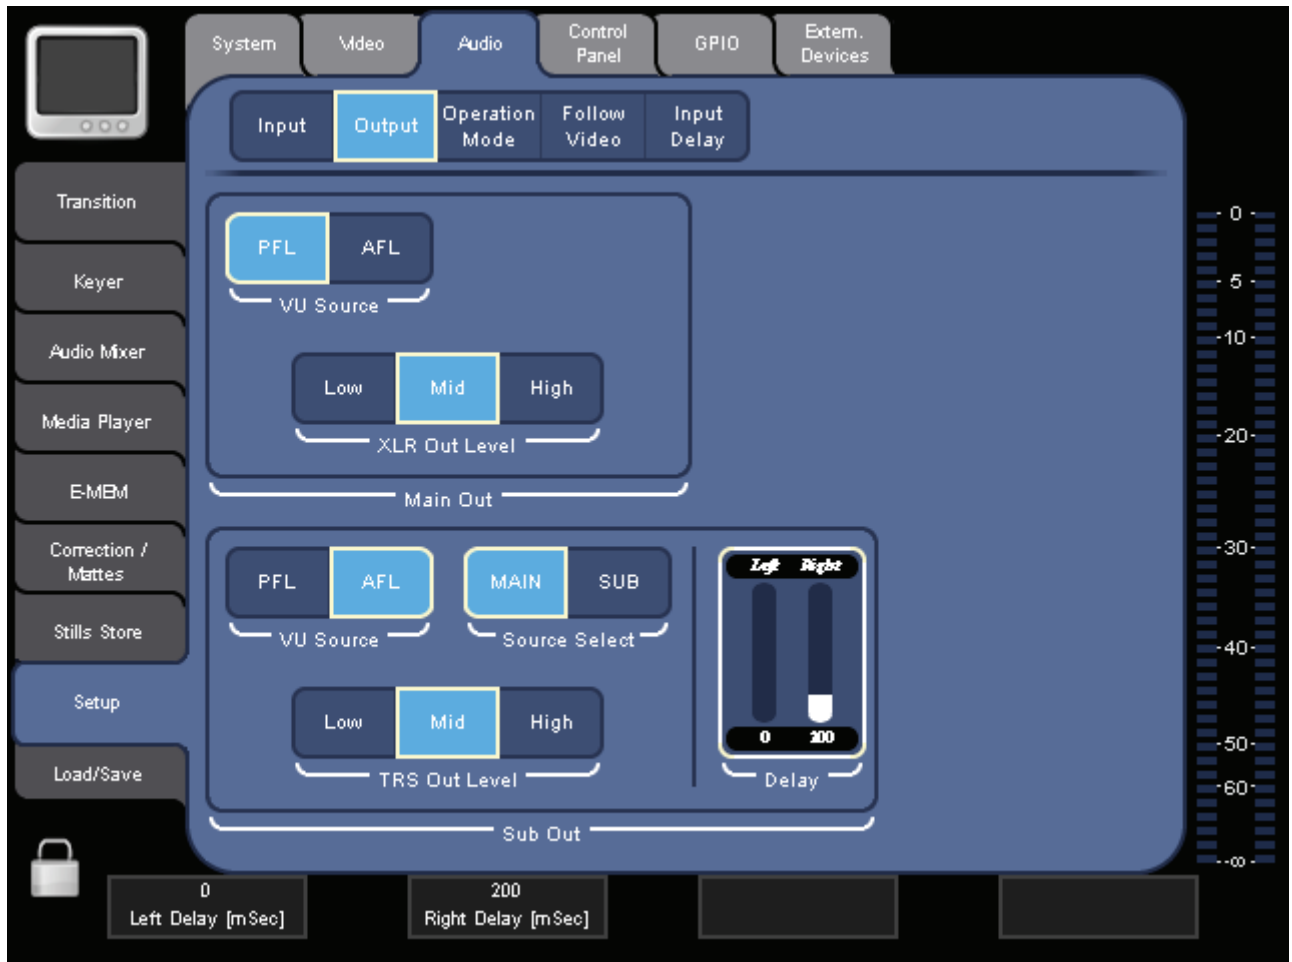 System
Video
Audio
Control
Panel
GPIO
Extern.
Devices
Input
Output
Operation
Mode
Follow
Video
Input
Delay
Transition
Keyer
Audio Mixer
Media Player
E-MEM
Correction /
Mattes
Stills Store
Setup
Load/Save
PFL
AFL
VU Source
Low
Mid
High
XLR Out Level
Main Out
PFL
AFL
VU Source
MAIN
SUB
Source Select
Low
Mid
High
TRS Out Level
Left
Right
0
200
Delay
Sub Out
- 0 -
- 5 -
-10-
-20-
-30-
-40-
-50-
-60-
--∞ -
0
Left Delay [mSec]
200
Right Delay [mSec]